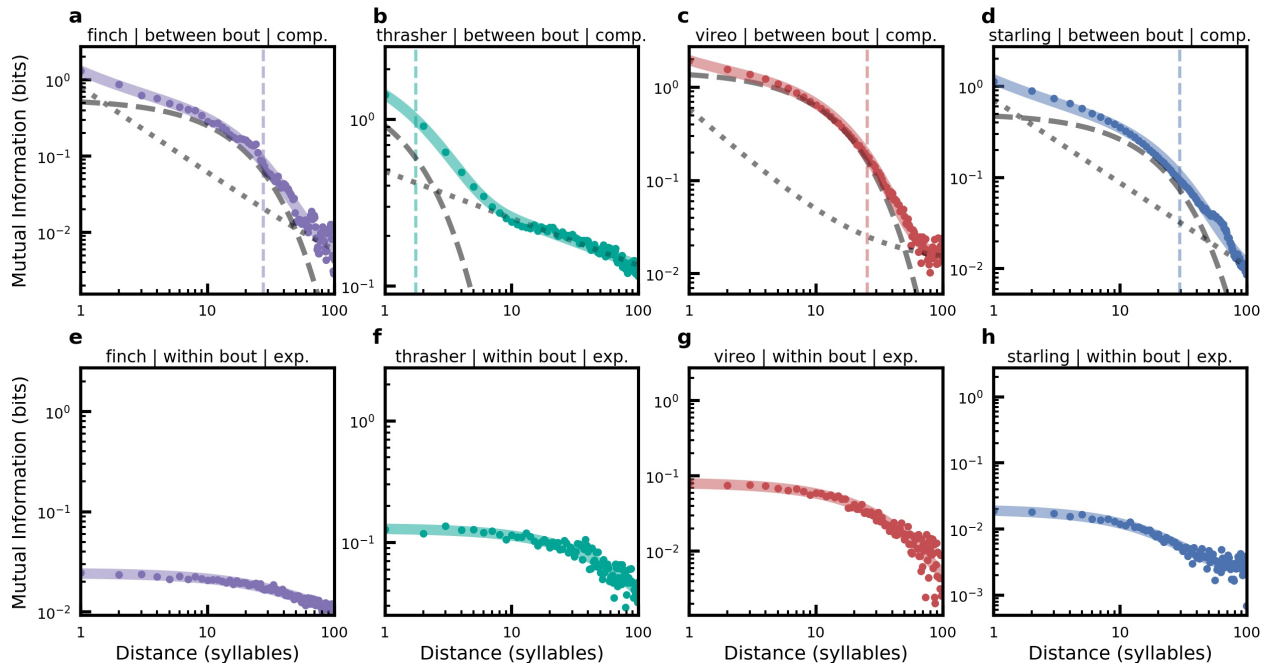 a b c d
finch | between bout | comp. thrasher | between bout | comp. vireo | between bout | comp. starling | between bout | comp.
Mutual Information (bits)
10⁰ 10⁻¹ 10⁻²
10⁰ 10⁻¹
10⁰ 10⁻¹ 10⁻²
10⁰ 10⁻¹ 10⁻²
1 10 100 1 10 100 1 10 100 1 10 100
e f g h
finch | within bout | exp. thrasher | within bout | exp. vireo | within bout | exp. starling | within bout | exp.
Mutual Information (bits)
10⁰ 10⁻¹ 10⁻²
10⁰ 10⁻¹
10⁰ 10⁻¹ 10⁻²
10⁰ 10⁻¹ 10⁻² 10⁻³
1 10 100 1 10 100 1 10 100 1 10 100
Distance (syllables) Distance (syllables) Distance (syllables) Distance (syllables)